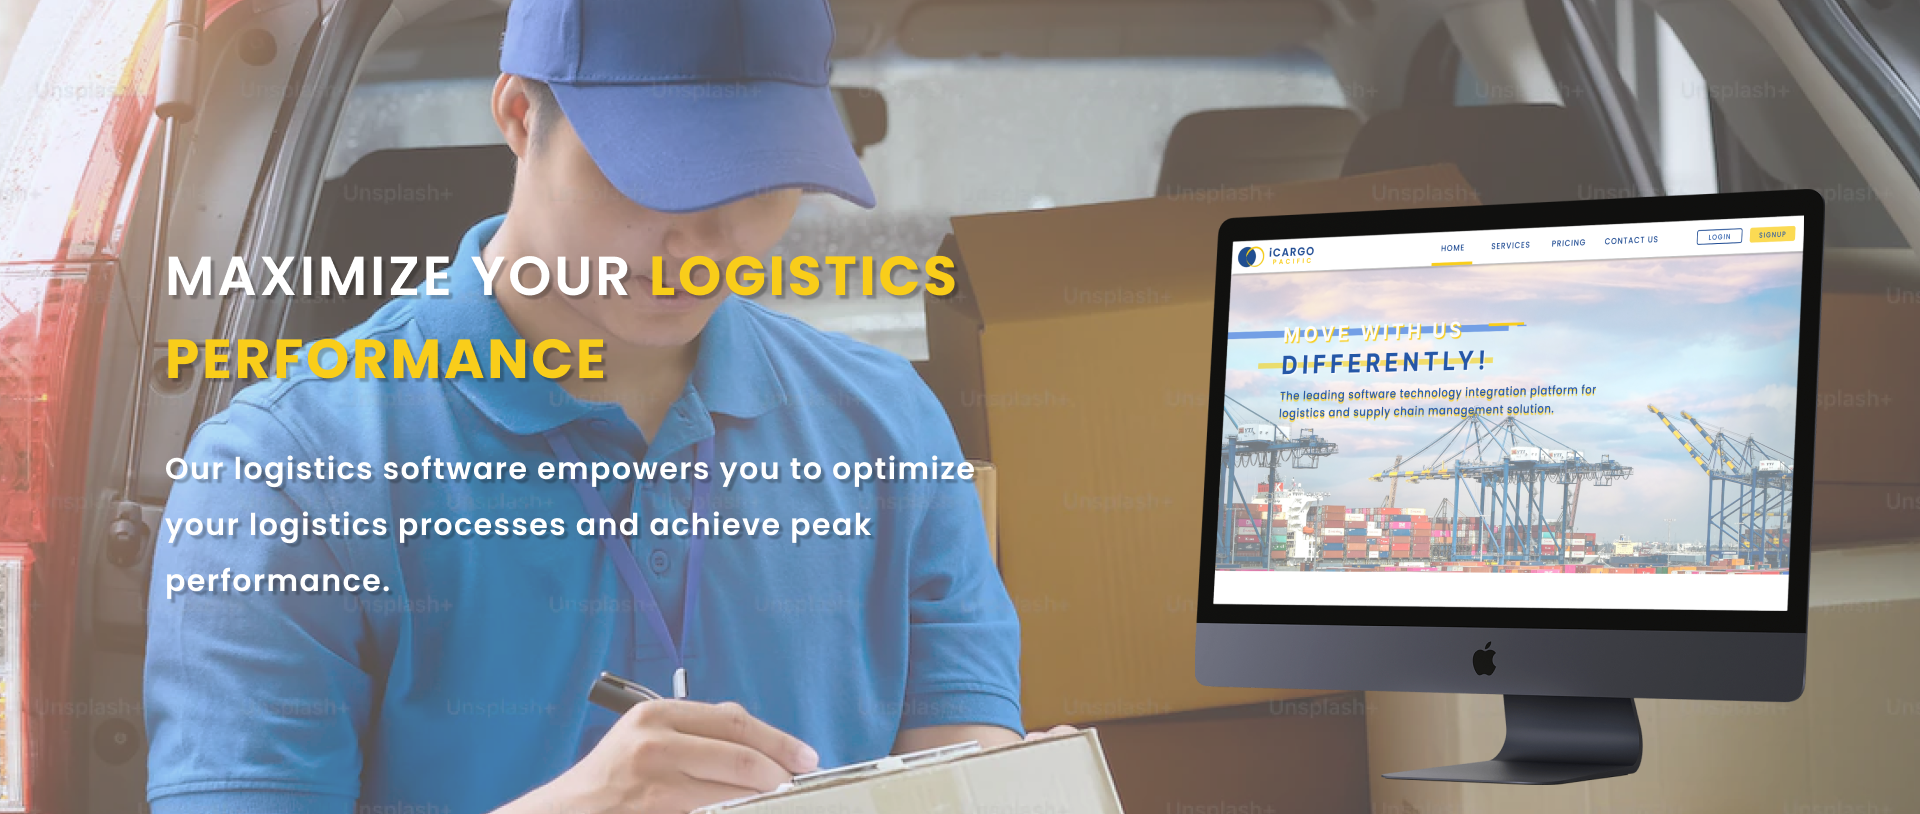 MAXIMIZE YOUR LOGISTICS
PERFORMANCE
Our logistics software empowers you to optimize
your logistics processes and achieve peak
performance.
iCARGO
PACIFIC
HOME
SERVICES
PRICING
CONTACT US
LOGIN
SIGNUP
MOVE WITH US
DIFFERENTLY!
The leading software technology integration platform for
logistics and supply chain management solution.
Unsplash+